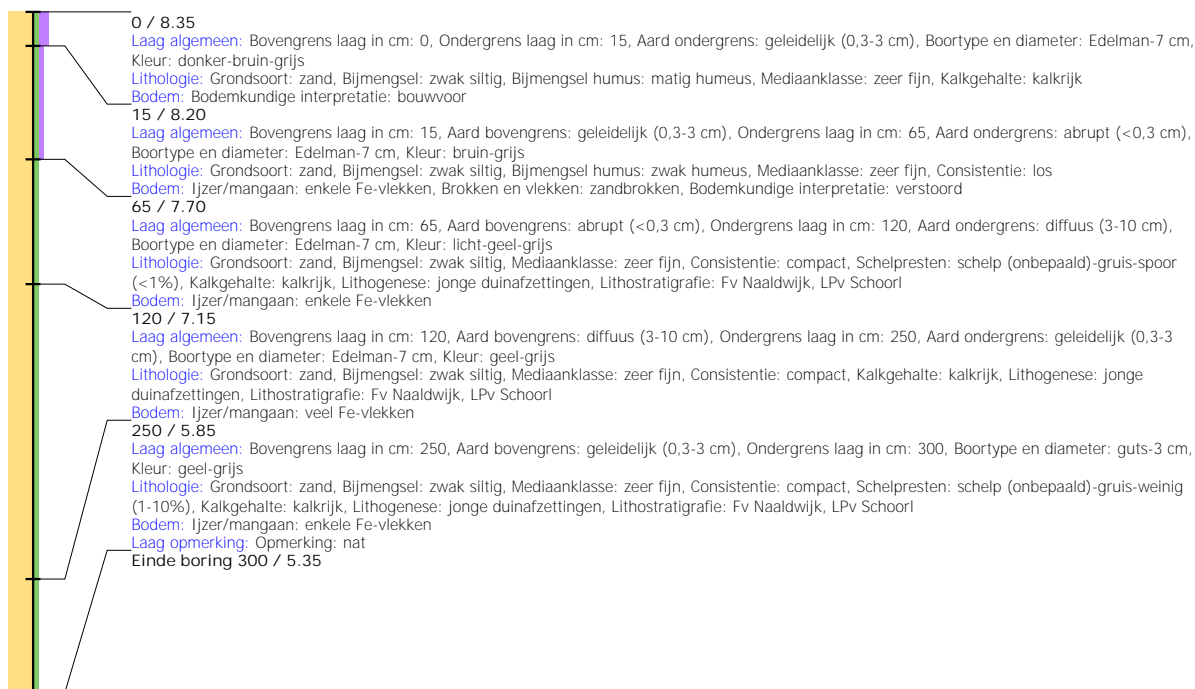 0 / 8.35
Laag algemeen: Bovengrens laag in cm: 0, Ondergrens laag in cm: 15, Aard ondergrens: geleidelijk (0,3-3 cm), Boortype en diameter: Edelman-7 cm,
Kleur: donker-bruin-grijs
Lithologie: Grondsoort: zand, Bijmengsel: zwak siltig, Bijmengsel humus: matig humeus, Mediaanklasse: zeer fijn, Kalkgehalte: kalkrijk
Bodem: Bodemkundige interpretatie: bouwvoor
15 / 8.20
Laag algemeen: Bovengrens laag in cm: 15, Aard bovengrens: geleidelijk (0,3-3 cm), Ondergrens laag in cm: 65, Aard ondergrens: abrupt (<0,3 cm),
Boortype en diameter: Edelman-7 cm, Kleur: bruin-grijs
Lithologie: Grondsoort: zand, Bijmengsel: zwak siltig, Bijmengsel humus: zwak humeus, Mediaanklasse: zeer fijn, Consistentie: los
Bodem: Ijzer/mangaan: enkele Fe-vlekken, Brokken en vlekken: zandbrokken, Bodemkundige interpretatie: verstoord
65 / 7.70
Laag algemeen: Bovengrens laag in cm: 65, Aard bovengrens: abrupt (<0,3 cm), Ondergrens laag in cm: 120, Aard ondergrens: diffuus (3-10 cm),
Boortype en diameter: Edelman-7 cm, Kleur: licht-geel-grijs
Lithologie: Grondsoort: zand, Bijmengsel: zwak siltig, Mediaanklasse: zeer fijn, Consistentie: compact, Schelpresten: schelp (onbepaald)-gruis-spoor
(<1%), Kalkgehalte: kalkrijk, Lithogenese: jonge duinafzettingen, Lithostratigrafie: Fv Naaldwijk, LPv Schoorl
Bodem: Ijzer/mangaan: enkele Fe-vlekken
120 / 7.15
Laag algemeen: Bovengrens laag in cm: 120, Aard bovengrens: diffuus (3-10 cm), Ondergrens laag in cm: 250, Aard ondergrens: geleidelijk (0,3-3
cm), Boortype en diameter: Edelman-7 cm, Kleur: geel-grijs
Lithologie: Grondsoort: zand, Bijmengsel: zwak siltig, Mediaanklasse: zeer fijn, Consistentie: compact, Kalkgehalte: kalkrijk, Lithogenese: jonge
duinafzettingen, Lithostratigrafie: Fv Naaldwijk, LPv Schoorl
Bodem: Ijzer/mangaan: veel Fe-vlekken
250 / 5.85
Laag algemeen: Bovengrens laag in cm: 250, Aard bovengrens: geleidelijk (0,3-3 cm), Ondergrens laag in cm: 300, Boortype en diameter: guts-3 cm,
Kleur: geel-grijs
Lithologie: Grondsoort: zand, Bijmengsel: zwak siltig, Mediaanklasse: zeer fijn, Consistentie: compact, Schelpresten: schelp (onbepaald)-gruis-weinig
(1-10%), Kalkgehalte: kalkrijk, Lithogenese: jonge duinafzettingen, Lithostratigrafie: Fv Naaldwijk, LPv Schoorl
Bodem: Ijzer/mangaan: enkele Fe-vlekken
Laag opmerking: Opmerking: nat
Einde boring 300 / 5.35